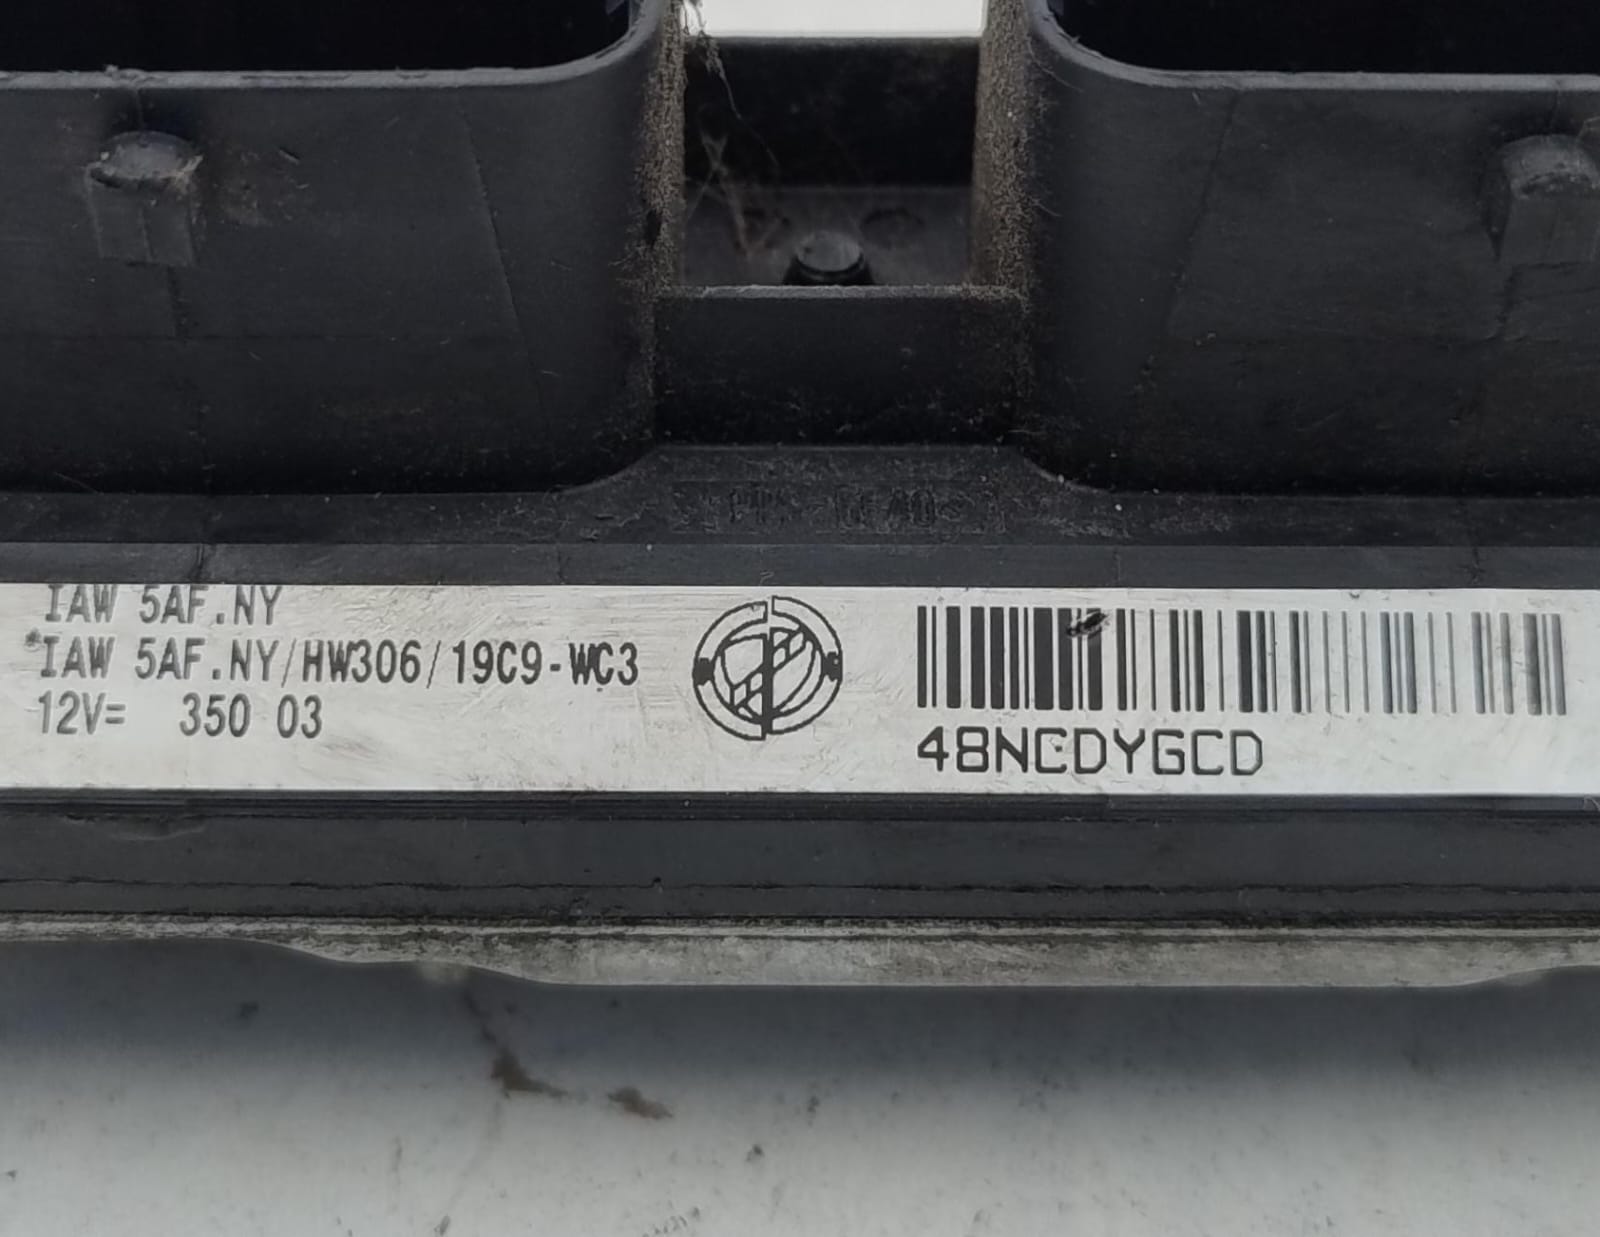 IAW 5AF.NY
*IAW 5AF.NY/HW306/19C9-WC3
12V= 350 03
48NCDYGCD